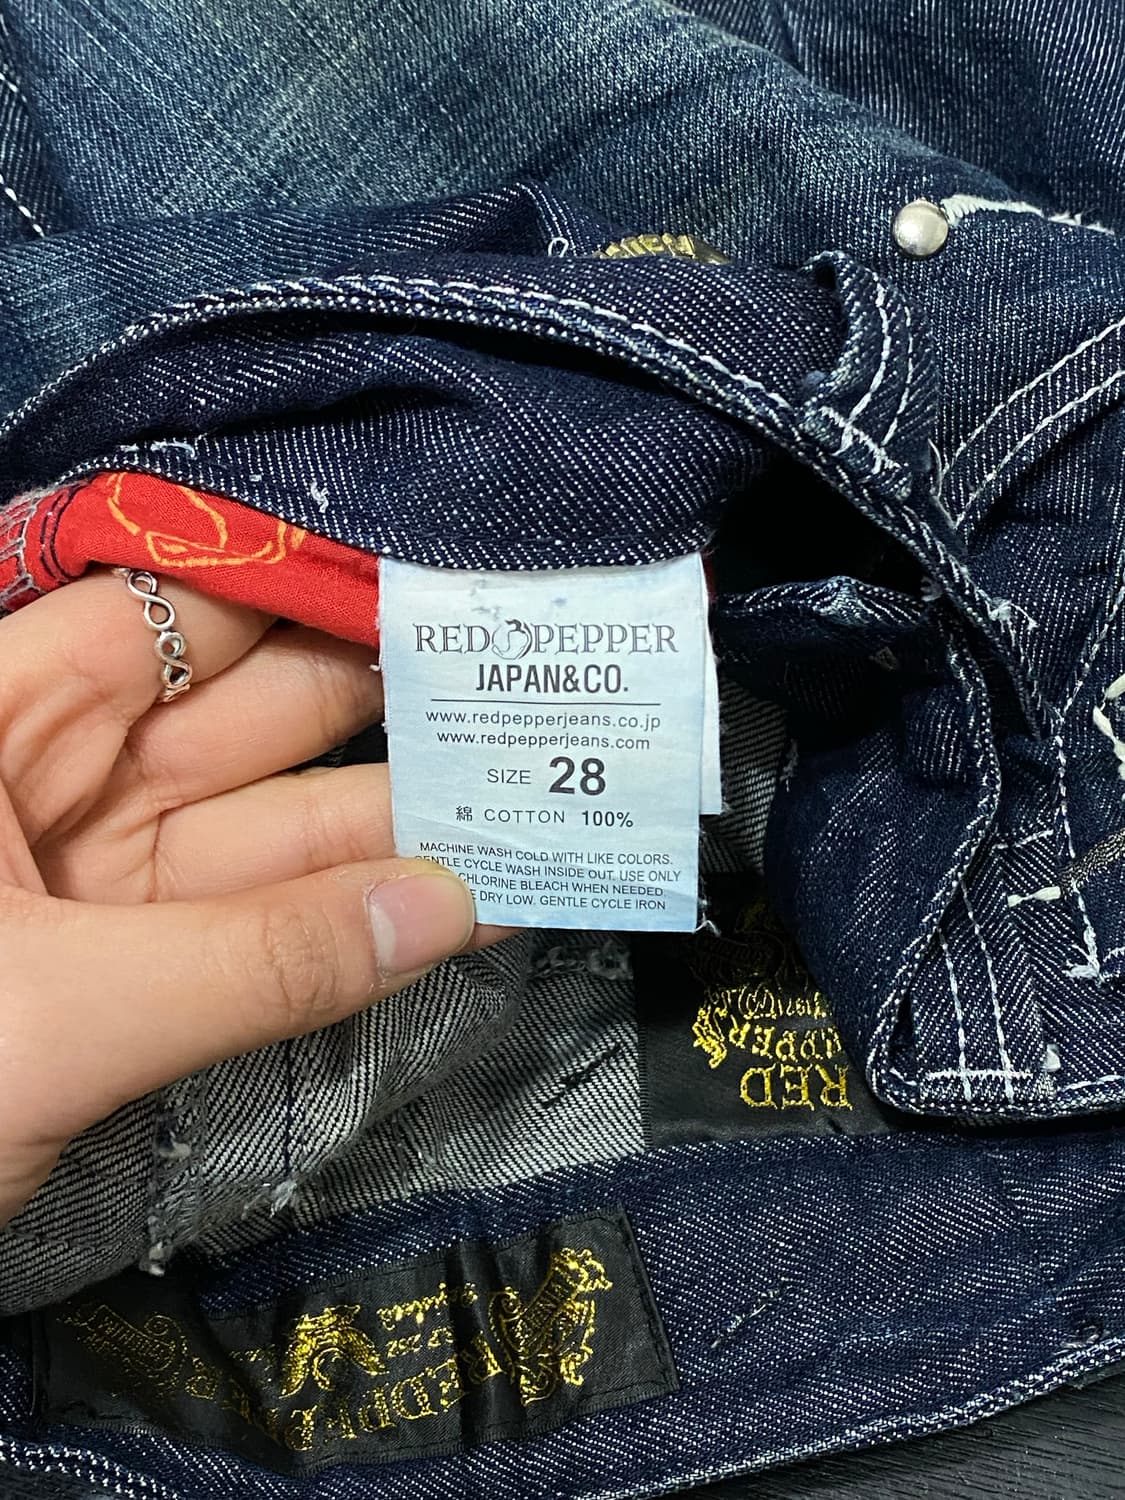 RED PEPPER
JAPAN&CO.
www.redpepperjeans.co.jp
www.redpepperjeans.com
SIZE 28
綿 COTTON 100%
MACHINE WASH COLD WITH LIKE COLORS.
GENTLE CYCLE WASH INSIDE OUT. USE ONLY
CHLORINE BLEACH WHEN NEEDED.
DRY LOW. GENTLE CYCLE IRON
RED
REDPEPPER